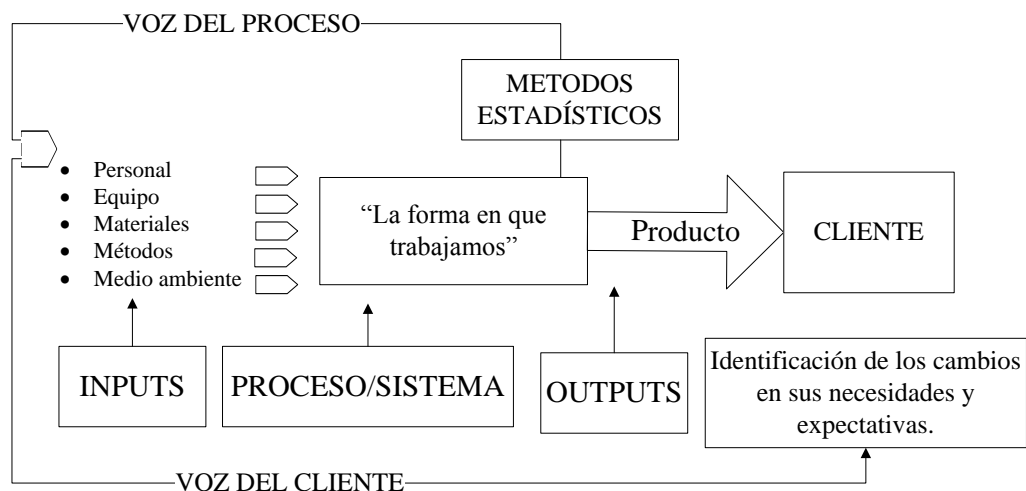 VOZ DEL PROCESO
METODOS
ESTADÍSTICOS
• Personal
• Equipo
• Materiales
• Métodos
• Medio ambiente
“La forma en que
trabajamos”
Producto
CLIENTE
INPUTS
PROCESO/SISTEMA
OUTPUTS
Identificación de los cambios
en sus necesidades y
expectativas.
VOZ DEL CLIENTE